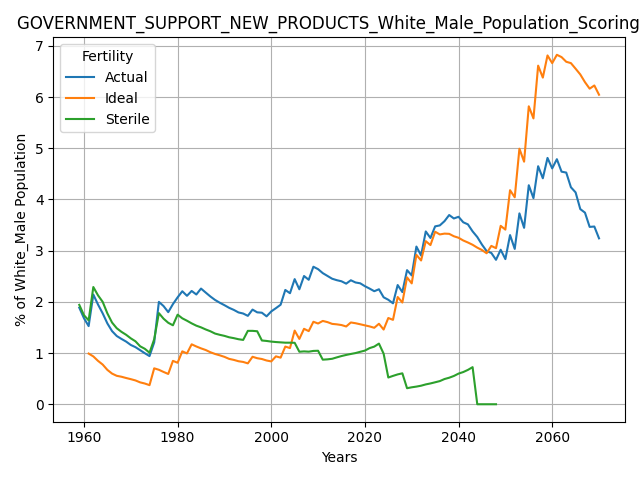 GOVERNMENT_SUPPORT_NEW_PRODUCTS_White_Male_Population_Scoring
Fertility
Actual
Ideal
Sterile
% of White_Male Population
7
6
5
4
3
2
1
0
1960 1980 2000 2020 2040 2060
Years